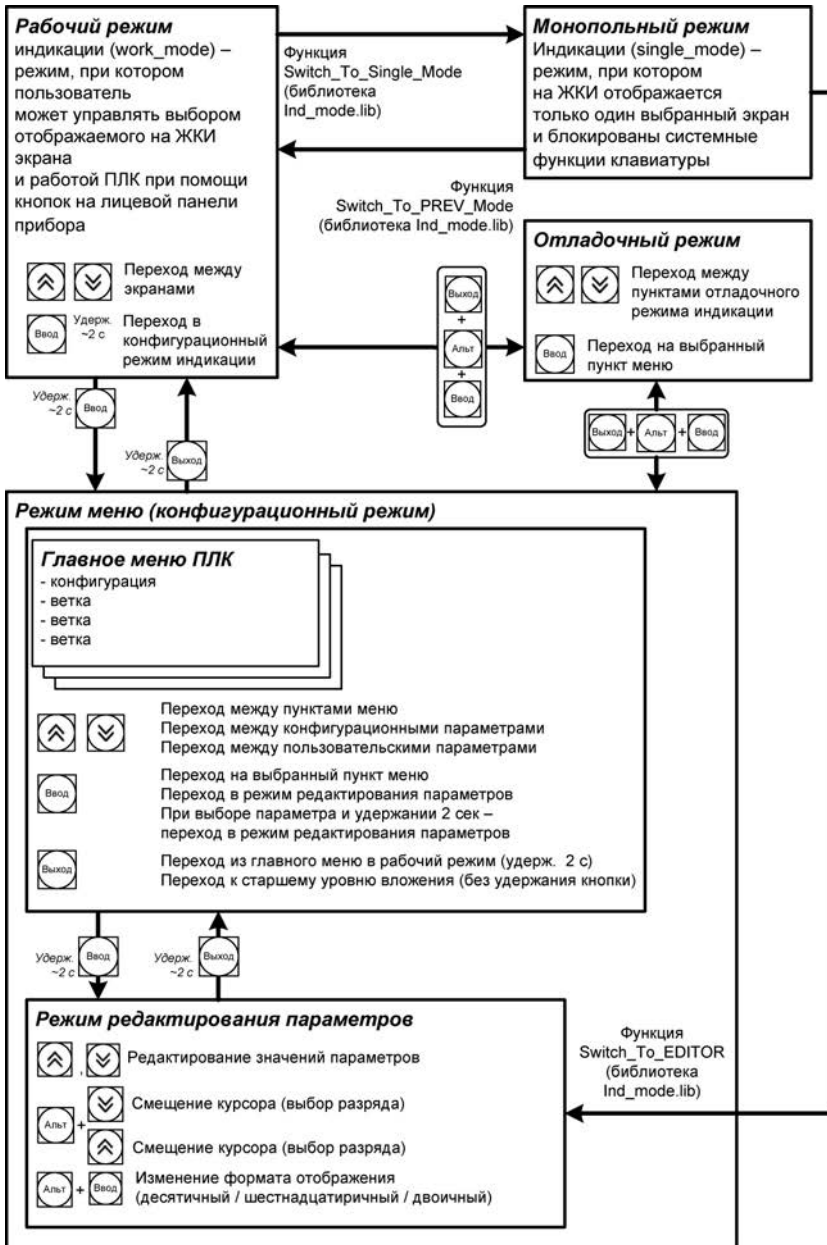 Рабочий режим
индикации (work_mode) –
режим, при котором
пользователь
может управлять выбором
отображаемого на ЖКИ
экрана
и работой ПЛК при помощи
кнопок на лицевой панели
прибора
Переход между
экранами
Ввод
Удерж.
~2 с
Переход в
конфигурационный
режим индикации
Функция
Switch_To_Single_Mode
(библиотека
Ind_mode.lib)
Монопольный режим
Индикации (single_mode) –
режим, при котором
на ЖКИ отображается
только один выбранный экран
и блокированы системные
функции клавиатуры
Функция
Switch_To_PREV_Mode
(библиотека Ind_mode.lib)
Выход
+
Альт
+
Ввод
Отладочный режим
Переход между
пунктами отладочного
режима индикации
Ввод
Переход на выбранный
пункт меню
Удерж.
~2 с
Ввод
Удерж.
~2 с
Выход
Выход + Альт + Ввод
Режим меню (конфигурационный режим)
Главное меню ПЛК
- конфигурация
- ветка
- ветка
- ветка
Переход между пунктами меню
Переход между конфигурационными параметрами
Переход между пользовательскими параметрами
Ввод
Переход на выбранный пункт меню
Переход в режим редактирования параметров
При выборе параметра и удержании 2 сек –
переход в режим редактирования параметров
Выход
Переход из главного меню в рабочий режим (удерж. 2 с)
Переход к старшему уровню вложения (без удержания кнопки)
Удерж.
~2 с
Ввод
Удерж.
~2 с
Выход
Режим редактирования параметров
, Редактирование значений параметров
Альт +
Смещение курсора (выбор разряда)
Смещение курсора (выбор разряда)
Альт + Ввод
Изменение формата отображения
(десятичный / шестнадцатиричный / двоичный)
Функция
Switch_To_EDITOR
(библиотека
Ind_mode.lib)